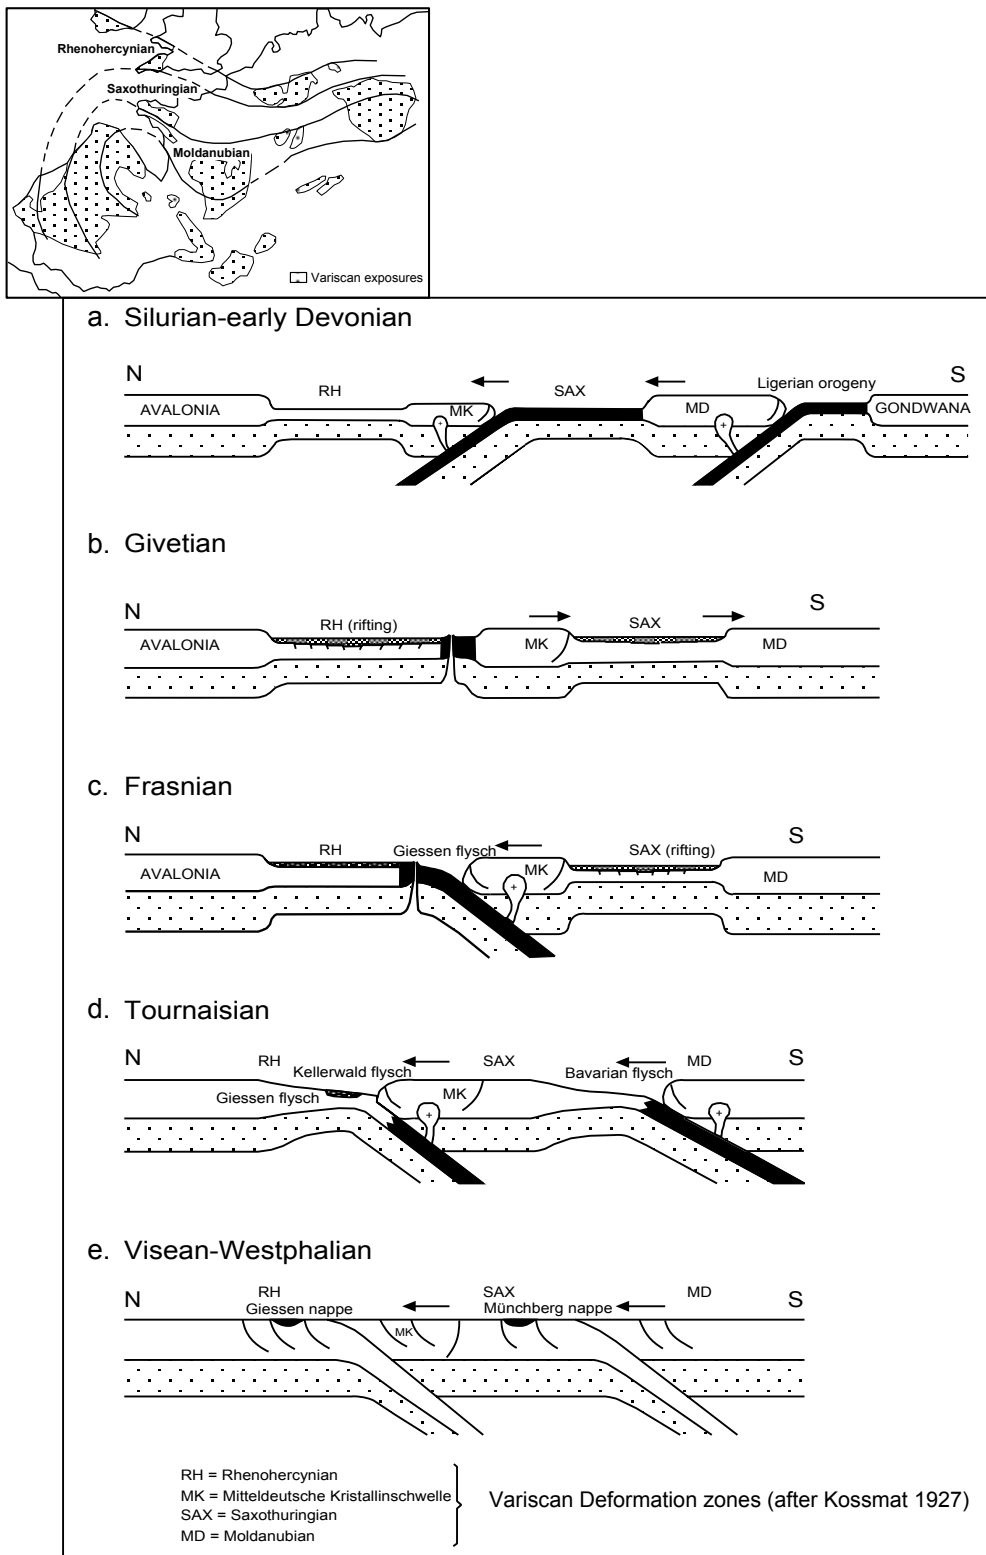 Rhenohercynian
Saxothuringian
Moldanubian
Variscan exposures
a. Silurian-early Devonian
N
S
RH
SAX
Ligerian orogeny
AVALONIA
MK
MD
GONDWANA
+
+
b. Givetian
N
S
RH (rifting)
SAX
AVALONIA
MK
MD
c. Frasnian
N
S
RH
Giessen flysch
SAX (rifting)
AVALONIA
MK
MD
+
d. Tournaisian
N
RH
SAX
MD
S
Kellerwald flysch
Bavarian flysch
Giessen flysch
MK
+
+
e. Visean-Westphalian
N
RH
SAX
MD
S
Giessen nappe
Münchberg nappe
MK
RH = Rhenohercynian
MK = Mitteldeutsche Kristallinschwelle
SAX = Saxothuringian
MD = Moldanubian
Variscan Deformation zones (after Kossmat 1927)